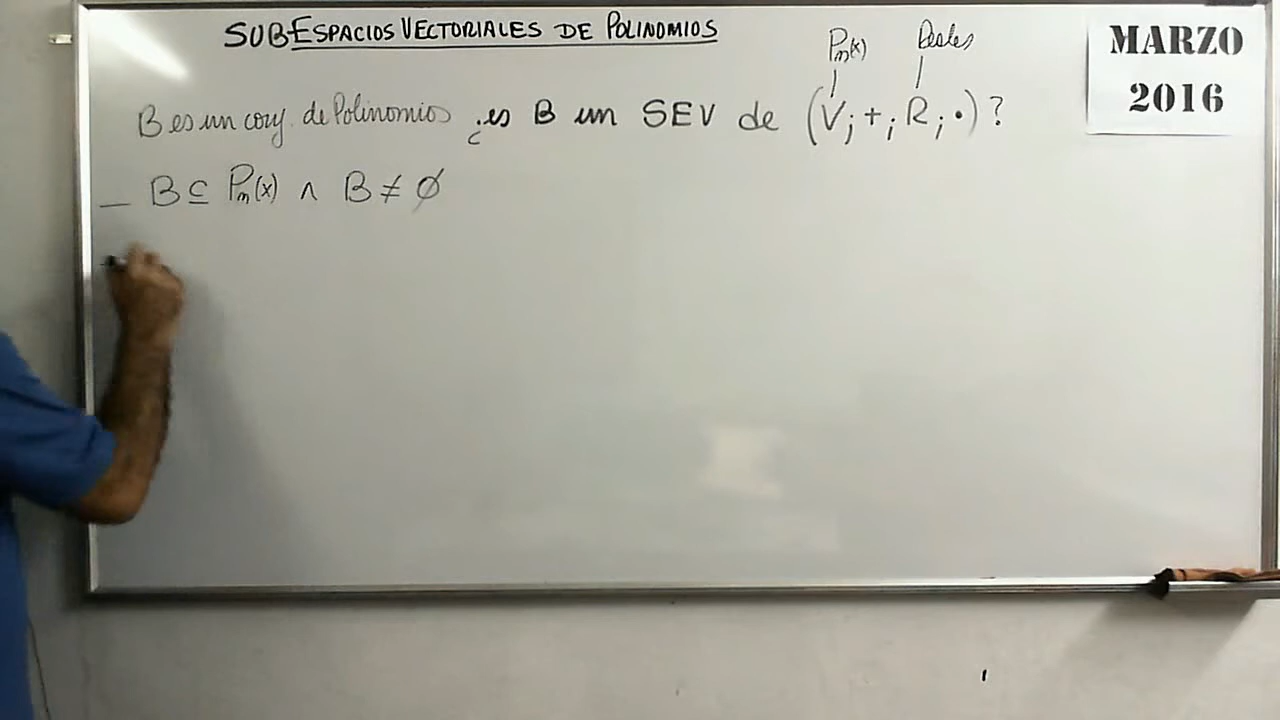 SUBESPACIOS VECTORIALES DE POLINOMIOS
Pn(x) Reales
B es un conj. de Polinomios ¿es B un SEV de (V;+;R;•)?
_ B ⊆ Pn(x) ∧ B ≠ ∅
MARZO
2016